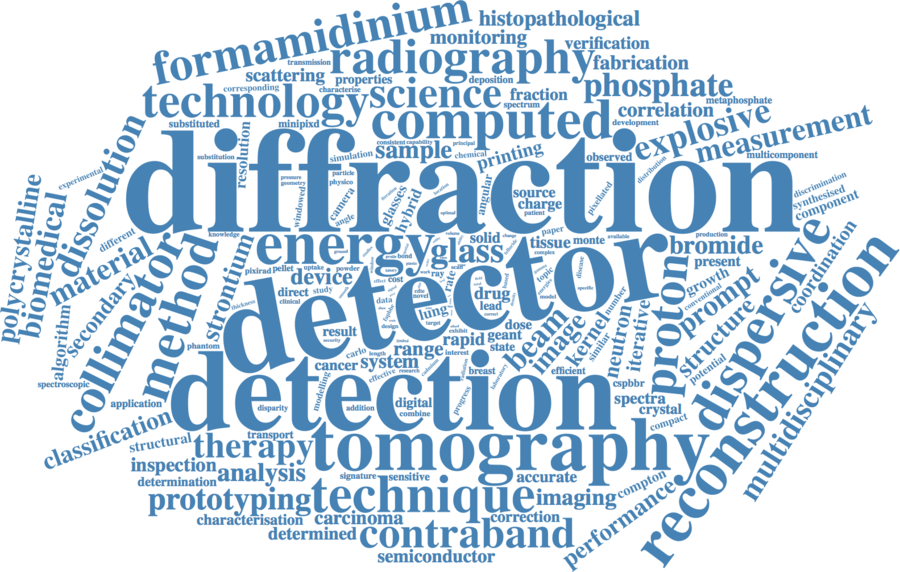 formamidinium
histopathological
monitoring
verification
transmission
radiography
fabrication
scattering
properties
deposition
phosphate
corresponding
characterise
technology
science
fraction
spectrum
metaphosphate
correlation
substituted
minipixd
computed
development
explosive
measurement
dissolution
resolution
consistent
capability
principal
sample
chemical
printing
observed
distribution
multicomponent
diffraction
substitution
simulation
experimental
pressure
geometry
particle
physico
windowed
camera
angle
glasses
hybrid
angular
source
charge
patient
pixellated
discrimination
synthesised
component
polycrystalline
biomedical
different
knowledge
material
secondary
algorithm
collimator
method
strontium
energy
glass
solid
change
volume
paper
tissue
monte
available
complex
production
bromide
present
coordination
pixirad
pellet
uptake
powder
device
bond
cost
ray
rate
drug
lead
topic
disease
specific
model
growth
conventional
prompt
direct
study
clinical
thickness
data
novel
lung
target
design
detector
proton
dispersive
structure
potential
number
iterative
neutron
similar
kernel
image
beam
dose
geant
state
rapid
short
exhibit
result
security
phantom
carlo
length
range
interest
cancer
system
effective
research
breast
efficient
laboratory
progress
modelling
spectroscopic
application
detection
disparity
addition
digital
combine
cspbbr
spectra
crystal
compact
reconstruction
multidisciplinary
classification
structural
transport
therapy
tomography
inspection
determination
analysis
signature
sensitive
accurate
compton
prototyping
technique
imaging
performance
characterisation
carcinoma
correction
determined
contraband
semiconductor